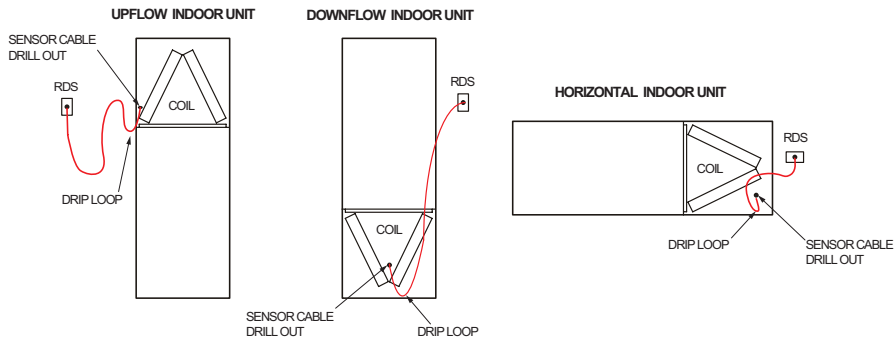 UPFLOW INDOOR UNIT
SENSOR CABLE
DRILL OUT
RDS
COIL
DRIP LOOP
DOWNFLOW INDOOR UNIT
RDS
COIL
SENSOR CABLE
DRILL OUT
DRIP LOOP
HORIZONTAL INDOOR UNIT
RDS
COIL
DRIP LOOP
SENSOR CABLE
DRILL OUT